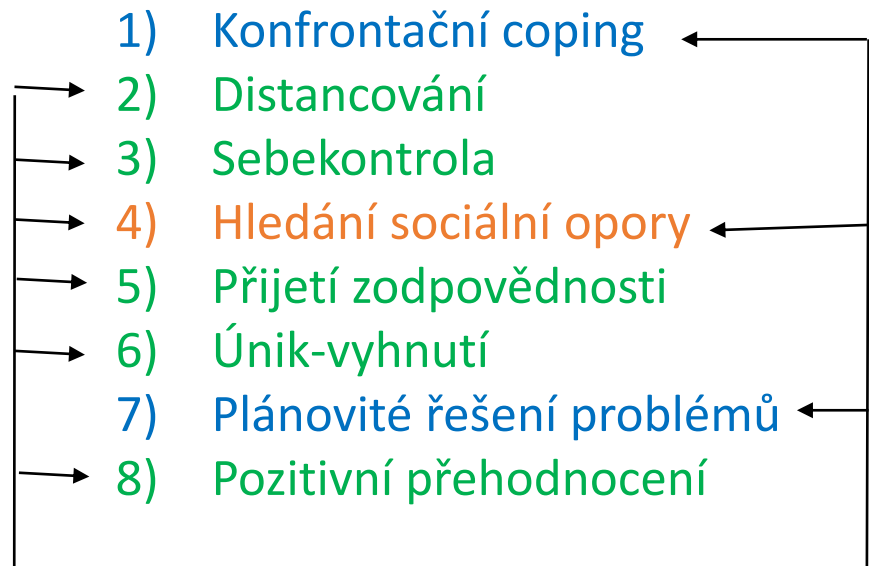 1) Konfrontační coping
2) Distancování
3) Sebekontrola
4) Hledání sociální opory
5) Přijetí zodpovědnosti
6) Únik-vyhnutí
7) Plánovité řešení problémů
8) Pozitivní přehodnocení